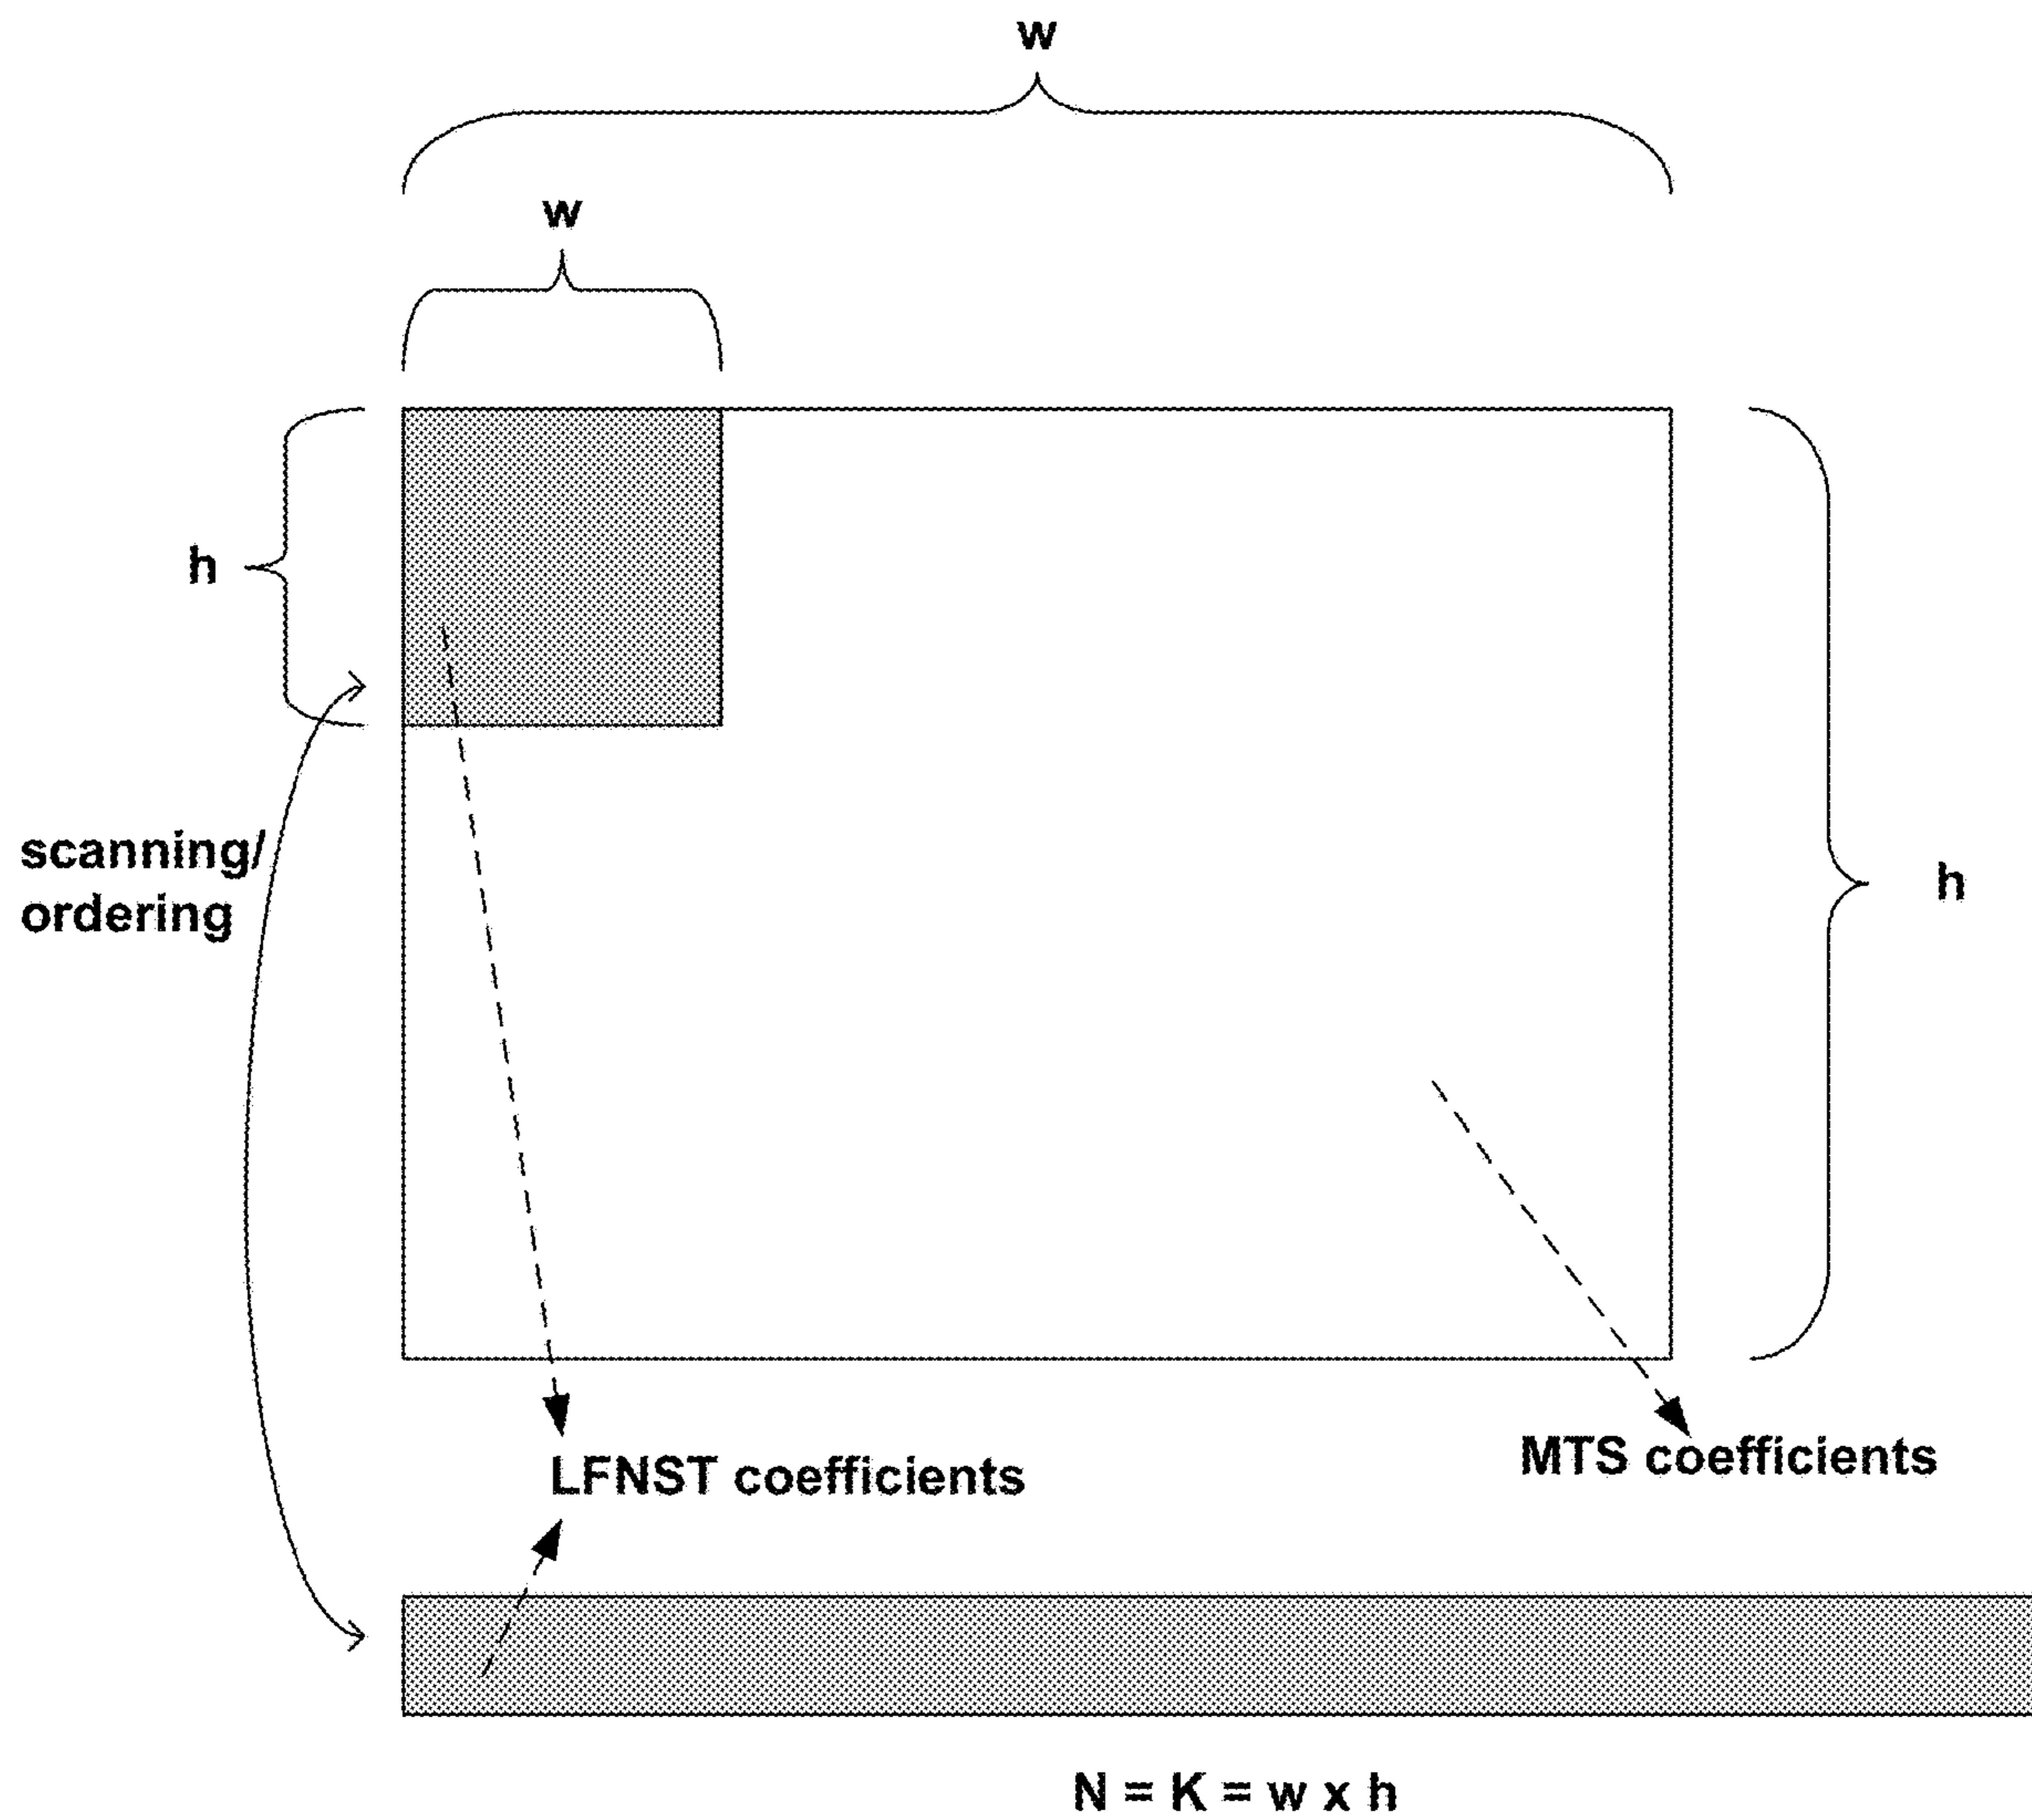 w
w
h
h
scanning/
ordering
LFNST coefficients
MTS coefficients
N = K = w x h